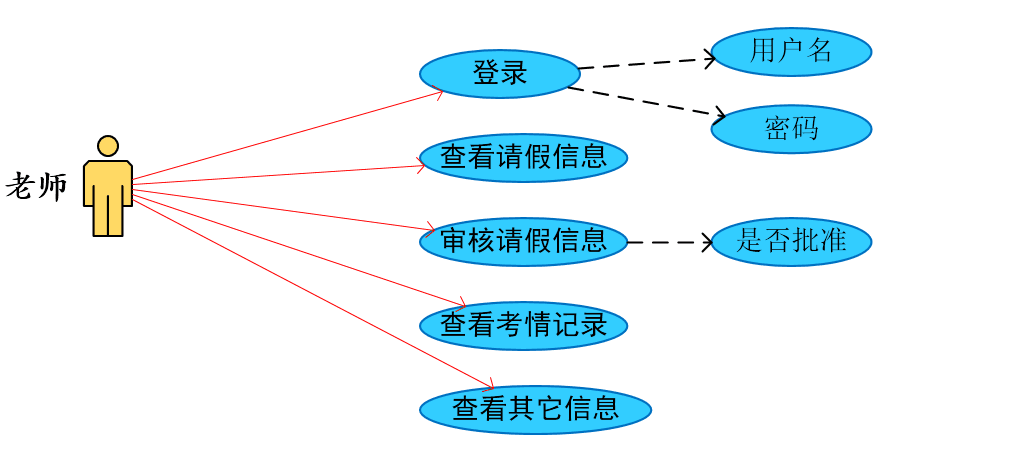 老师
登录
用户名
密码
查看请假信息
审核请假信息
是否批准
查看考情记录
查看其它信息